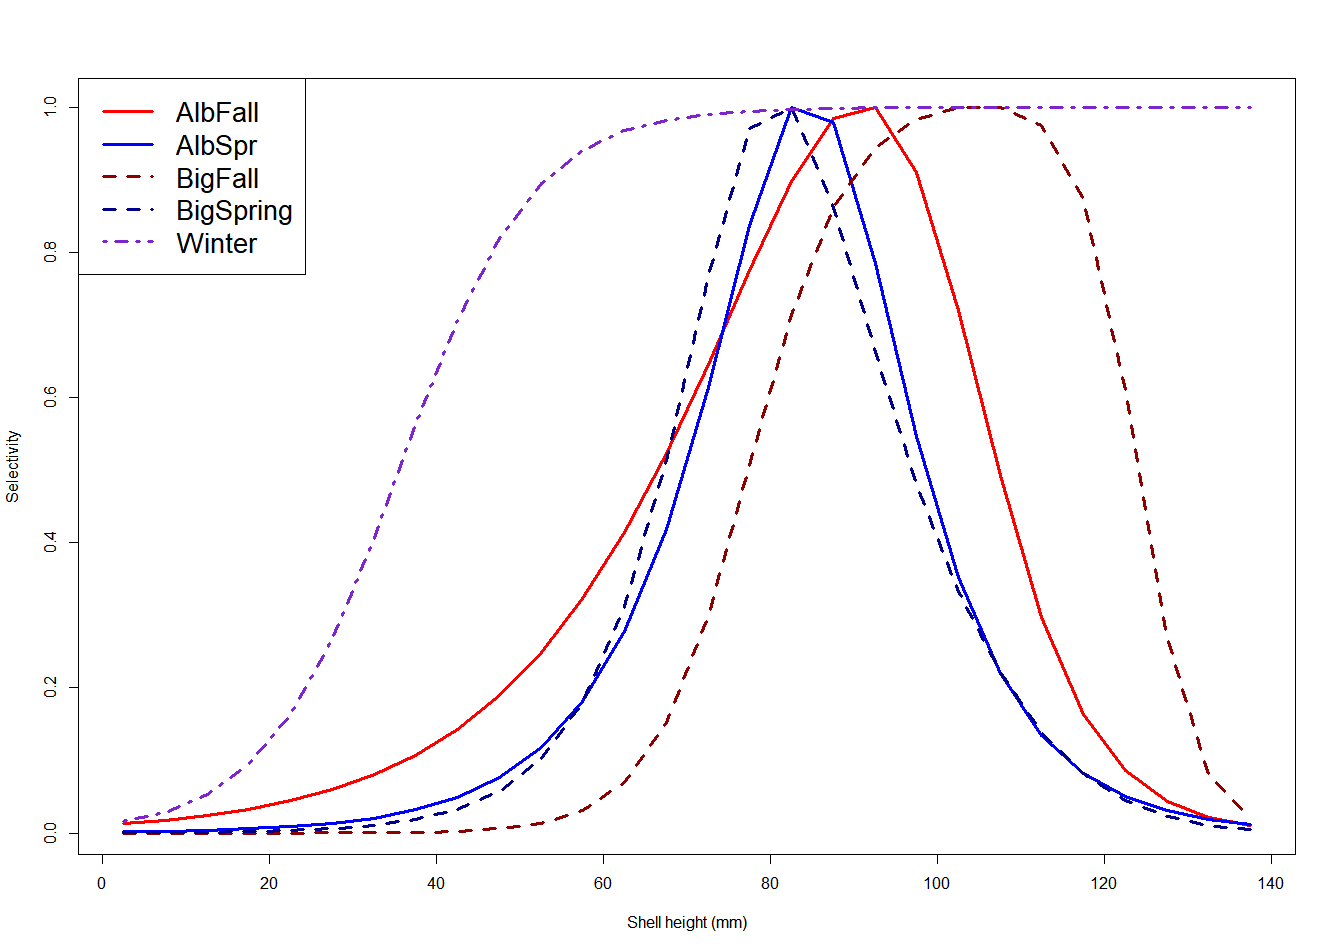 AlbFall
AlbSpr
BigFall
BigSpring
Winter
1.0
0.8
0.6
0.4
0.2
0.0
Selectivity
0 20 40 60 80 100 120 140
Shell height (mm)